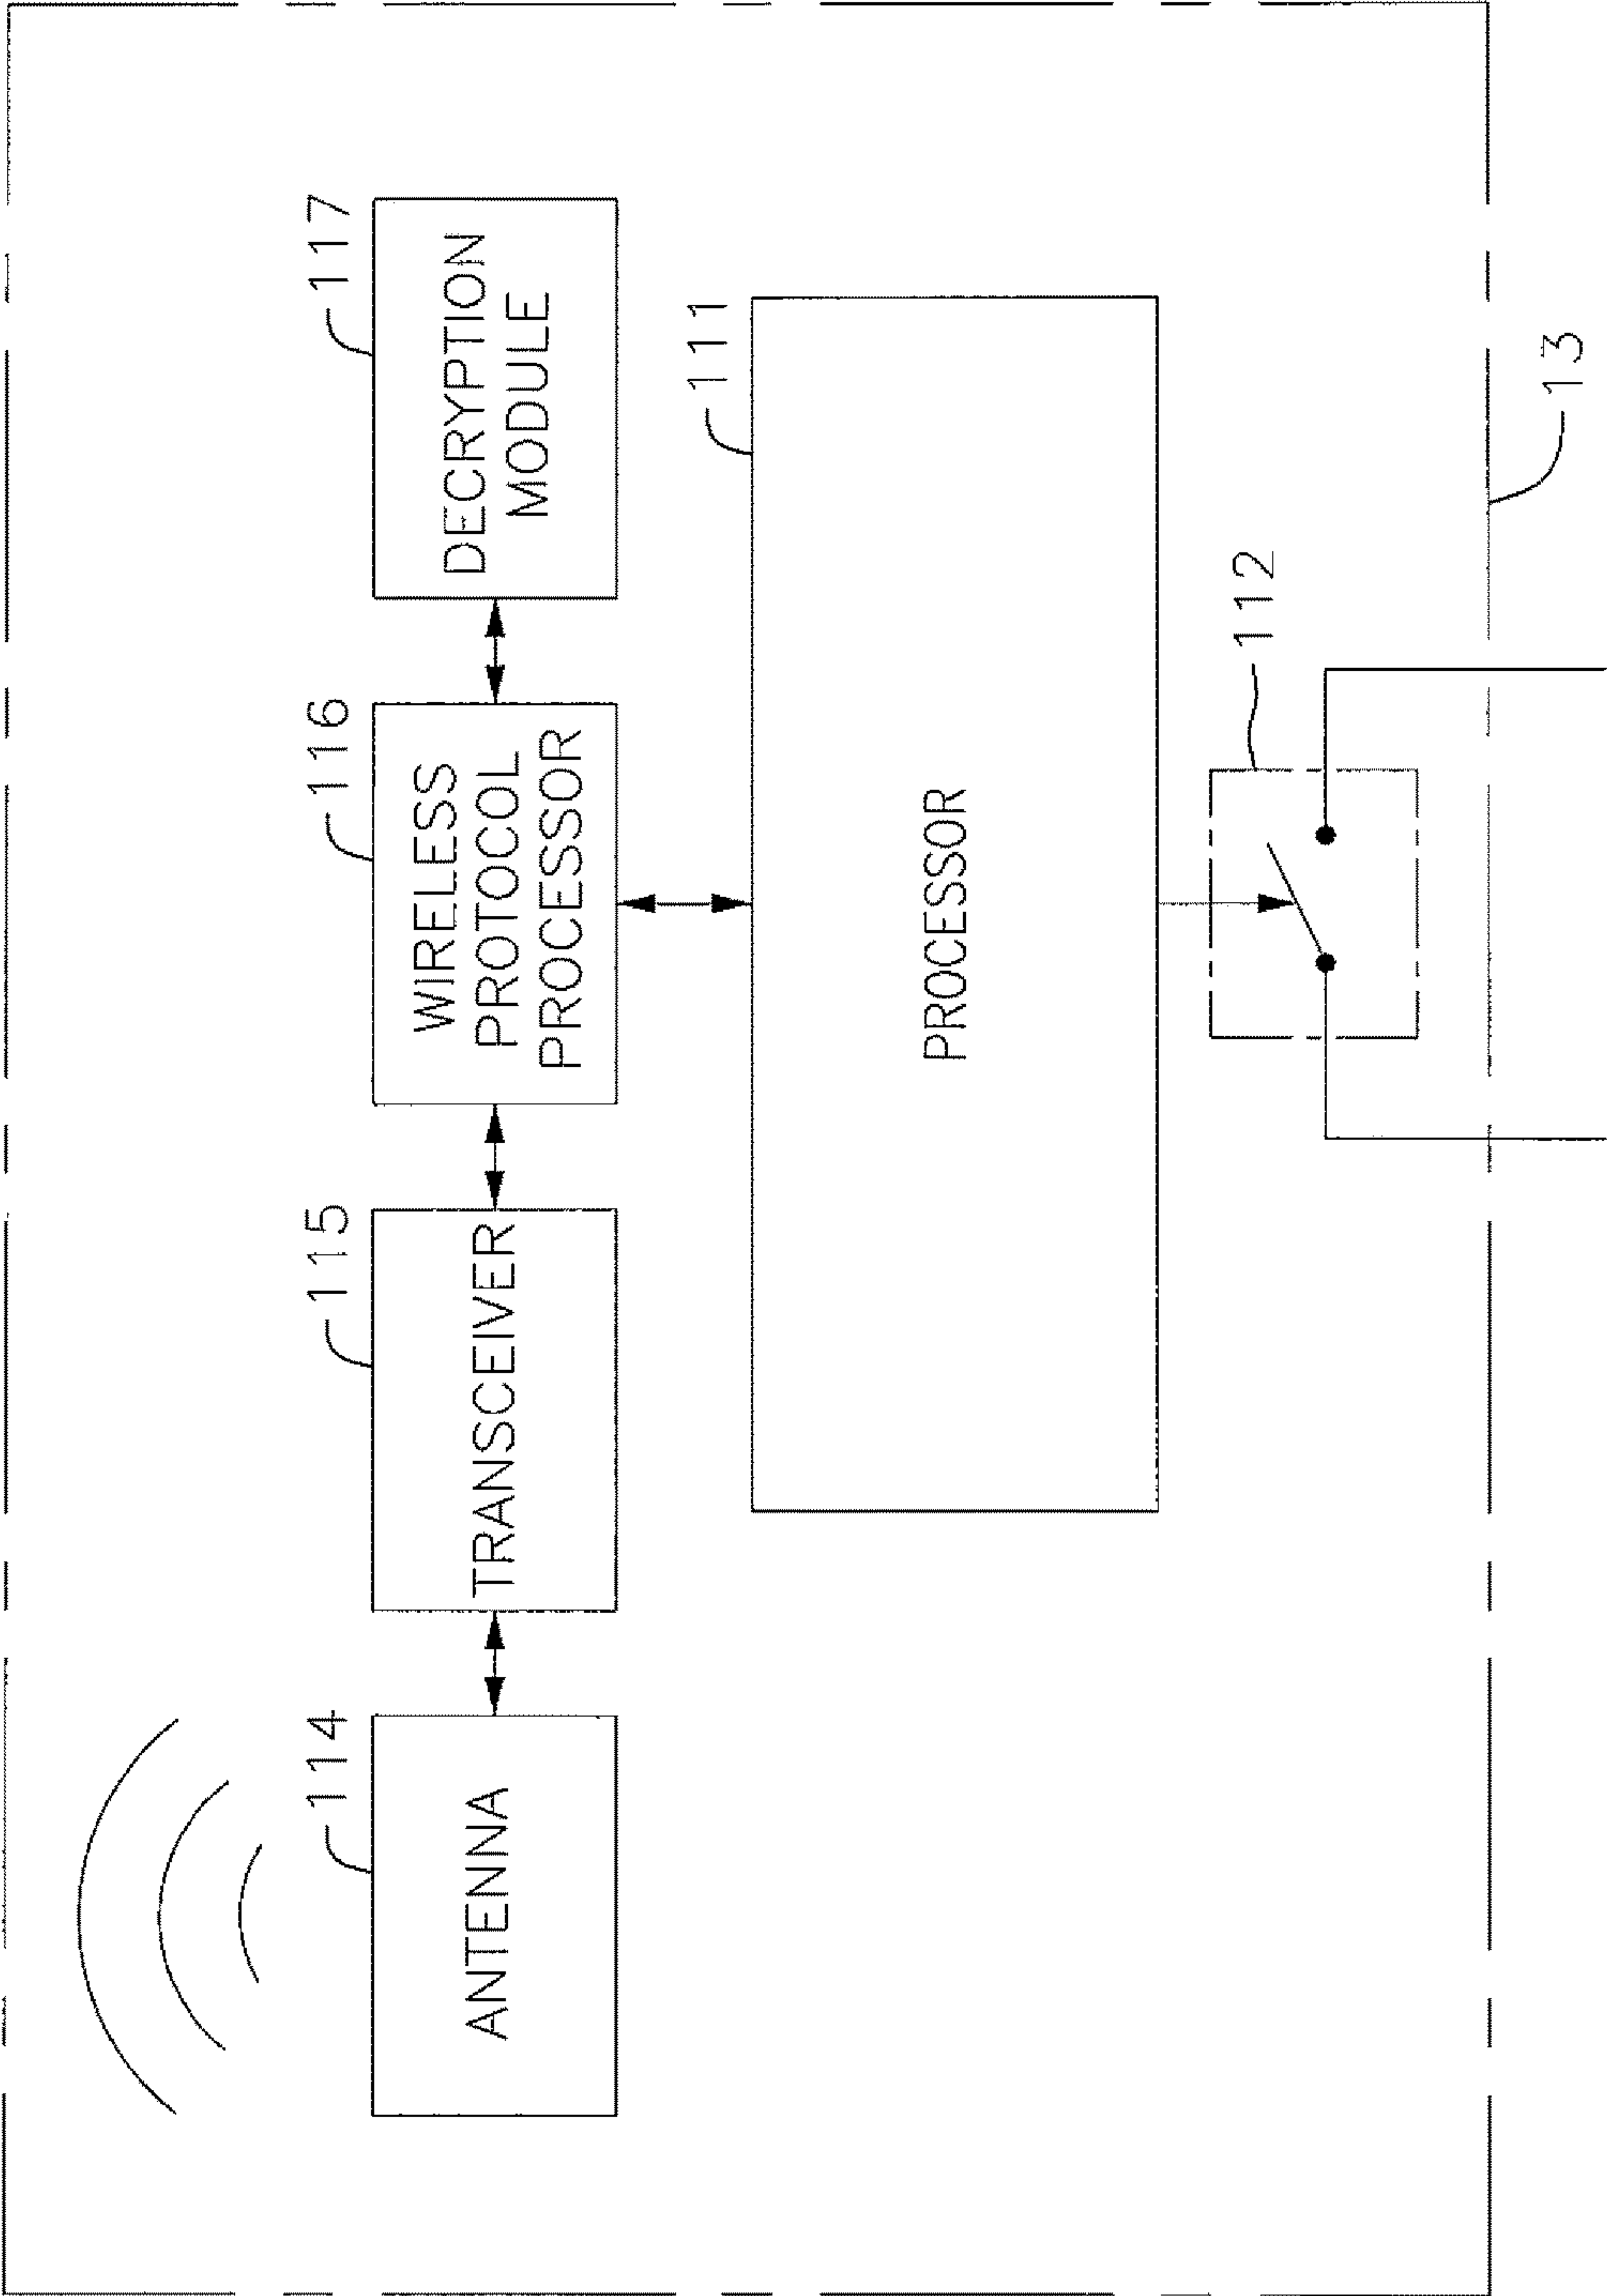 114
ANTENNA
115
TRANSCEIVER
116
WIRELESS
PROTOCOL
PROCESSOR
117
DECRYPTION
MODULE
111
PROCESSOR
112
13